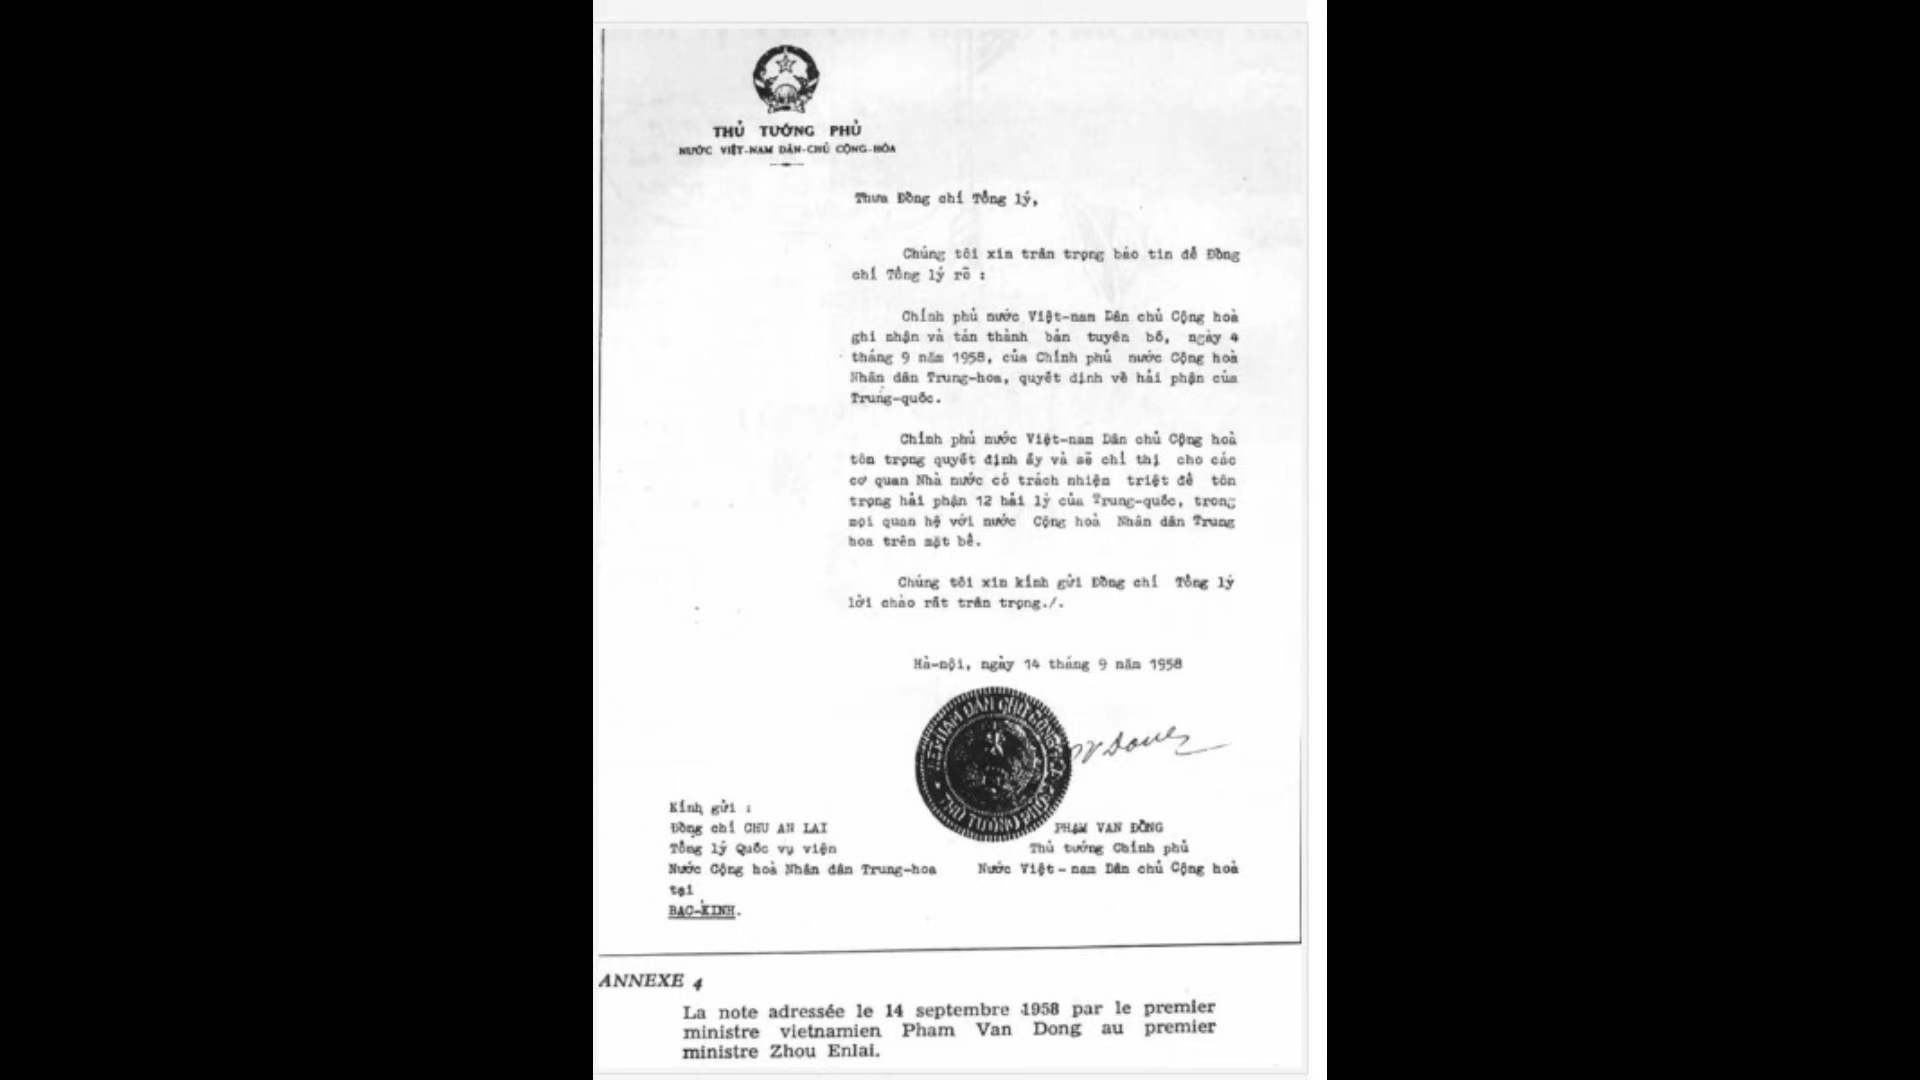 THỦ TƯỚNG PHỦ
NƯỚC VIỆT-NAM DÂN-CHỦ CỘNG-HÒA
Thưa Đồng chí Tổng lý,
Chúng tôi xin trân trọng báo tin để Đồng
chí Tổng lý rõ :
Chính phủ nước Việt-nam Dân chủ Cộng hoà
ghi nhận và tán thành bản tuyên bố, ngày 4
tháng 9 năm 1958, của Chính phủ nước Cộng hoà
Nhân dân Trung-hoa, quyết định về hải phận của
Trung-quốc.
Chính phủ nước Việt-nam Dân chủ Cộng hoà
tôn trọng quyết định ấy và sẽ chỉ thị cho các
cơ quan Nhà nước có trách nhiệm triệt để tôn
trọng hải phận 12 hải lý của Trung-quốc, trong
mọi quan hệ với nước Cộng hoà Nhân dân Trung
hoa trên mặt bể.
Chúng tôi xin kính gửi Đồng chí Tổng lý
lời chào rất trân trọng./.
Hà-nội, ngày 14 tháng 9 năm 1958
VIỆT-NAM DÂN CHỦ CỘNG
THỦ TƯỚNG PHỦ
Kính gửi :
Đồng chí CHU AN LAI
Tổng lý Quốc vụ viện
Nước Cộng hoà Nhân dân Trung-hoa
tại
BẮC-KINH.
PHẠM VAN ĐỒNG
Thủ tướng Chính phủ
Nước Việt-nam Dân chủ Cộng hoà
ANNEXE 4
La note adressée le 14 septembre 1958 par le premier
ministre vietnamien Pham Van Dong au premier
ministre Zhou Enlai.